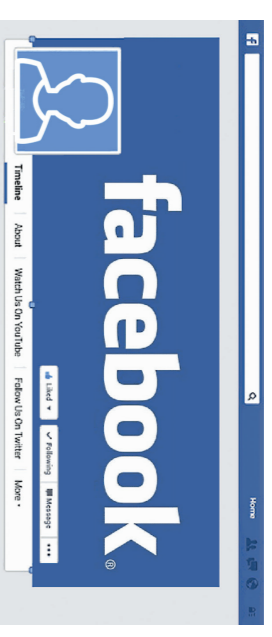 f
Home
facebook®
Liked ▾ ✓ Following Message •••
Timeline About Watch Us On YouTube Follow Us On Twitter More